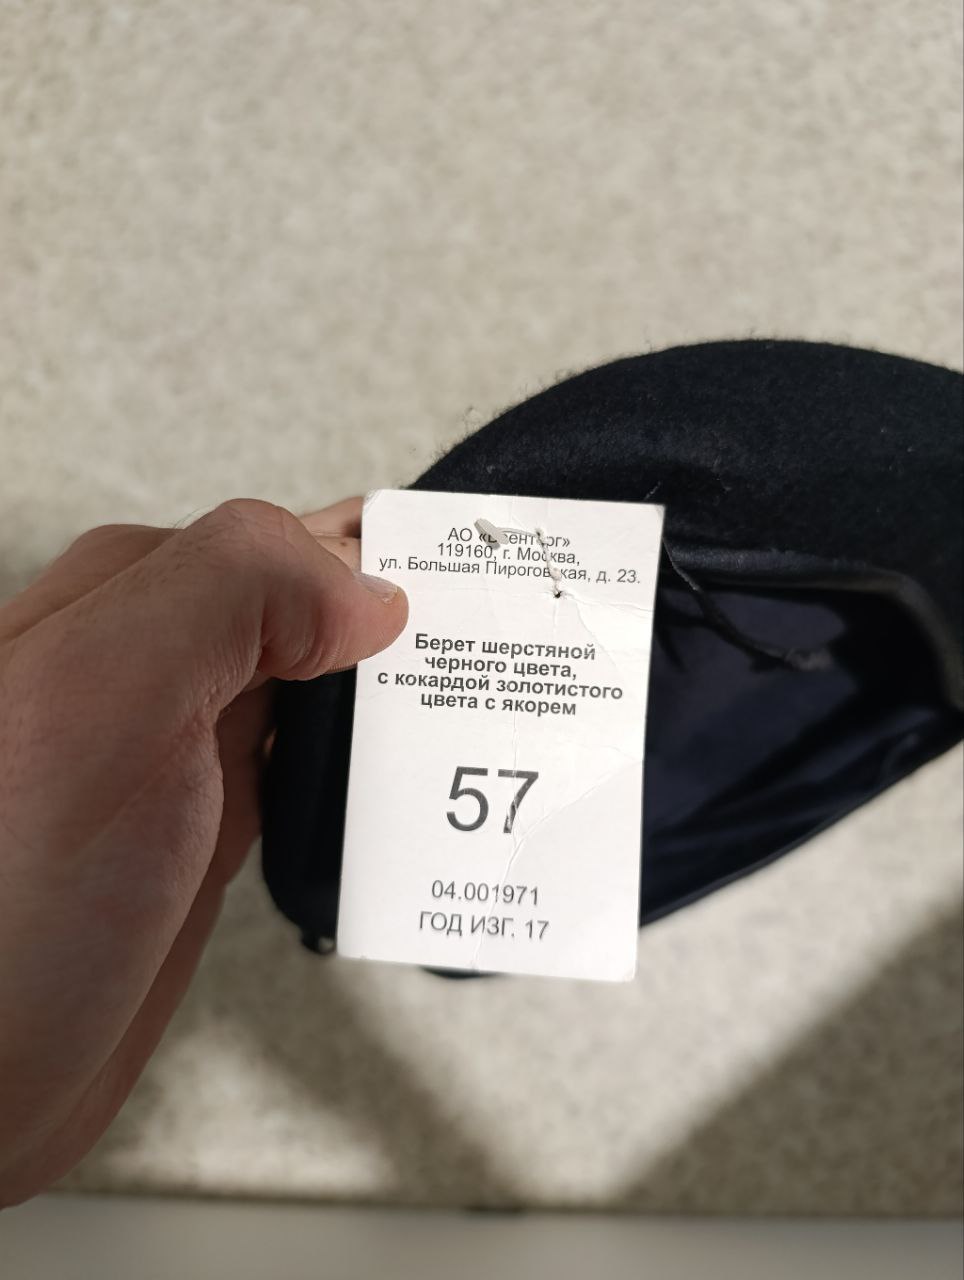 АО «Военторг»
119160, г. Москва,
ул. Большая Пироговская, д. 23.
Берет шерстяной
черного цвета,
с кокардой золотистого
цвета с якорем
57
04.001971
ГОД ИЗГ. 17